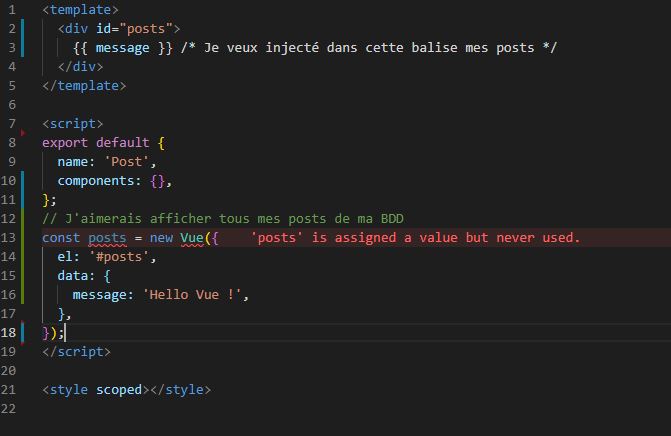 1 <template>
2 <div id="posts">
3 {{ message }} /* Je veux injecté dans cette balise mes posts */
4 </div>
5 </template>
6
7 <script>
8 export default {
9 name: 'Post',
10 components: {},
11 };
12 // J'aimerais afficher tous mes posts de ma BDD
13 const posts = new Vue({ 'posts' is assigned a value but never used.
14 el: '#posts',
15 data: {
16 message: 'Hello Vue !',
17 },
18 });
19 </script>
20
21 <style scoped></style>
22